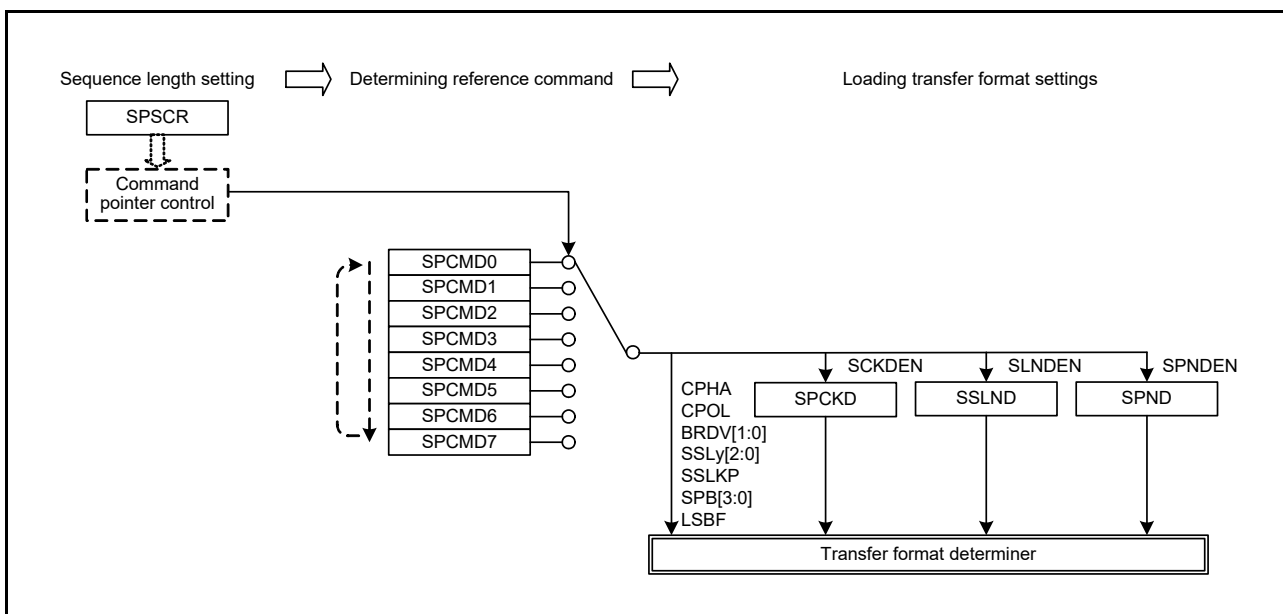 Sequence length setting
Determining reference command
Loading transfer format settings
SPSCR
Command
pointer control
SPCMD0
SPCMD1
SPCMD2
SPCMD3
SPCMD4
SPCMD5
SPCMD6
SPCMD7
SCKDEN
SLNDEN
SPNDEN
CPHA
CPOL
BRDV[1:0]
SSLy[2:0]
SSLKP
SPB[3:0]
LSBF
SPCKD
SSLND
SPND
Transfer format determiner